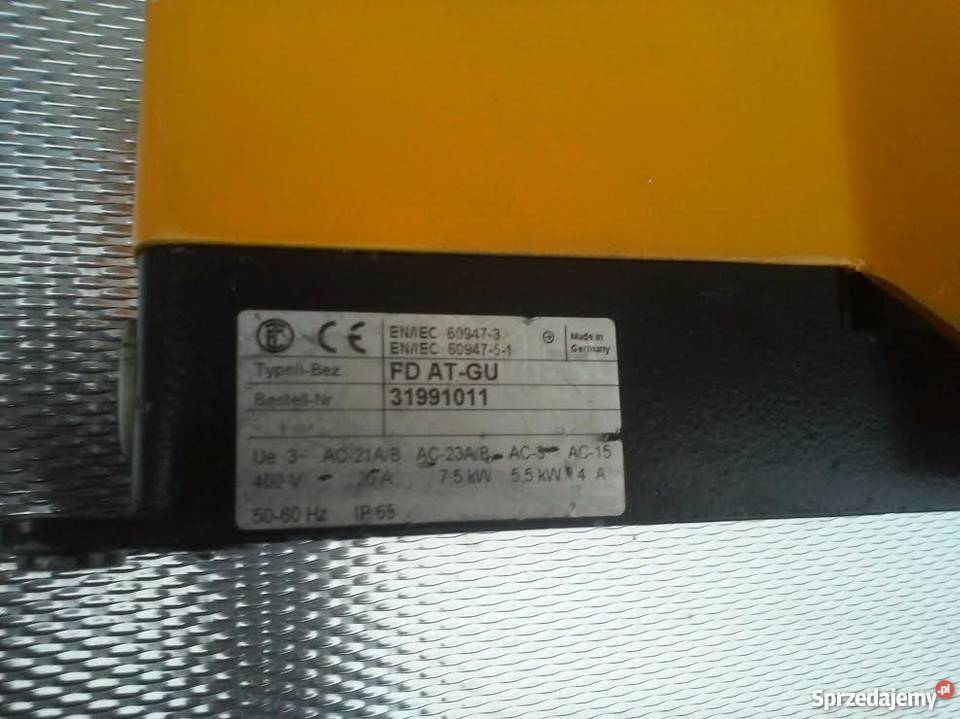 CE EN/IEC 60947-3
EN/IEC 60947-5-1
Made in
Germany
Typen-Bez. FD AT-GU
Bestell-Nr. 31991011
Ue 3~ AC-21A/B AC-23A/B AC-3 AC-15
400 V 25 A 7,5 kW 5,5 kW 4 A
50-60 Hz IP 65
Sprzedajemy.pl